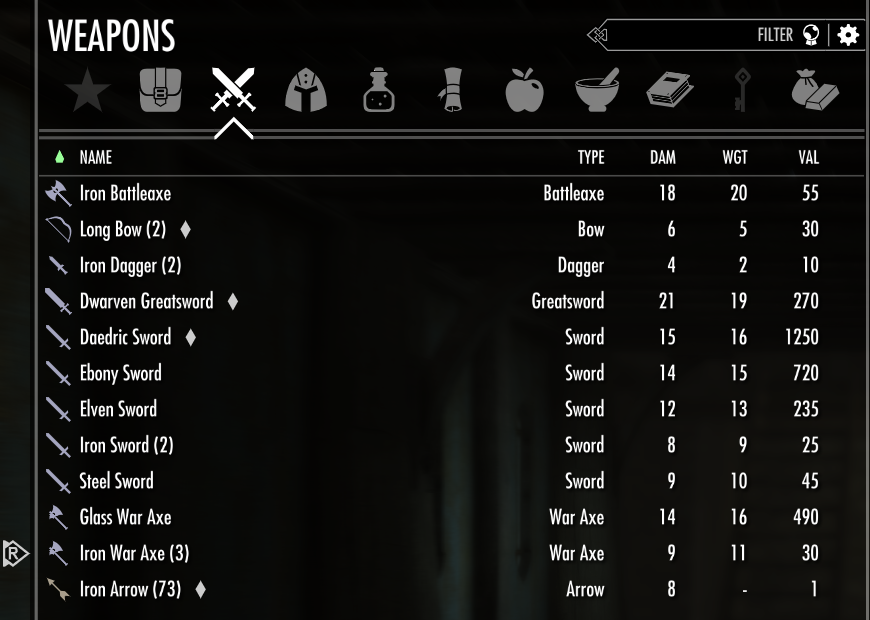 WEAPONS
FILTER
NAME TYPE DAM WGT VAL
Iron Battleaxe Battleaxe 18 20 55
Long Bow (2) Bow 6 5 30
Iron Dagger (2) Dagger 4 2 10
Dwarven Greatsword Greatsword 21 19 270
Daedric Sword Sword 15 16 1250
Ebony Sword Sword 14 15 720
Elven Sword Sword 12 13 235
Iron Sword (2) Sword 8 9 25
Steel Sword Sword 9 10 45
Glass War Axe War Axe 14 16 490
R Iron War Axe (3) War Axe 9 11 30
Iron Arrow (73) Arrow 8 - 1